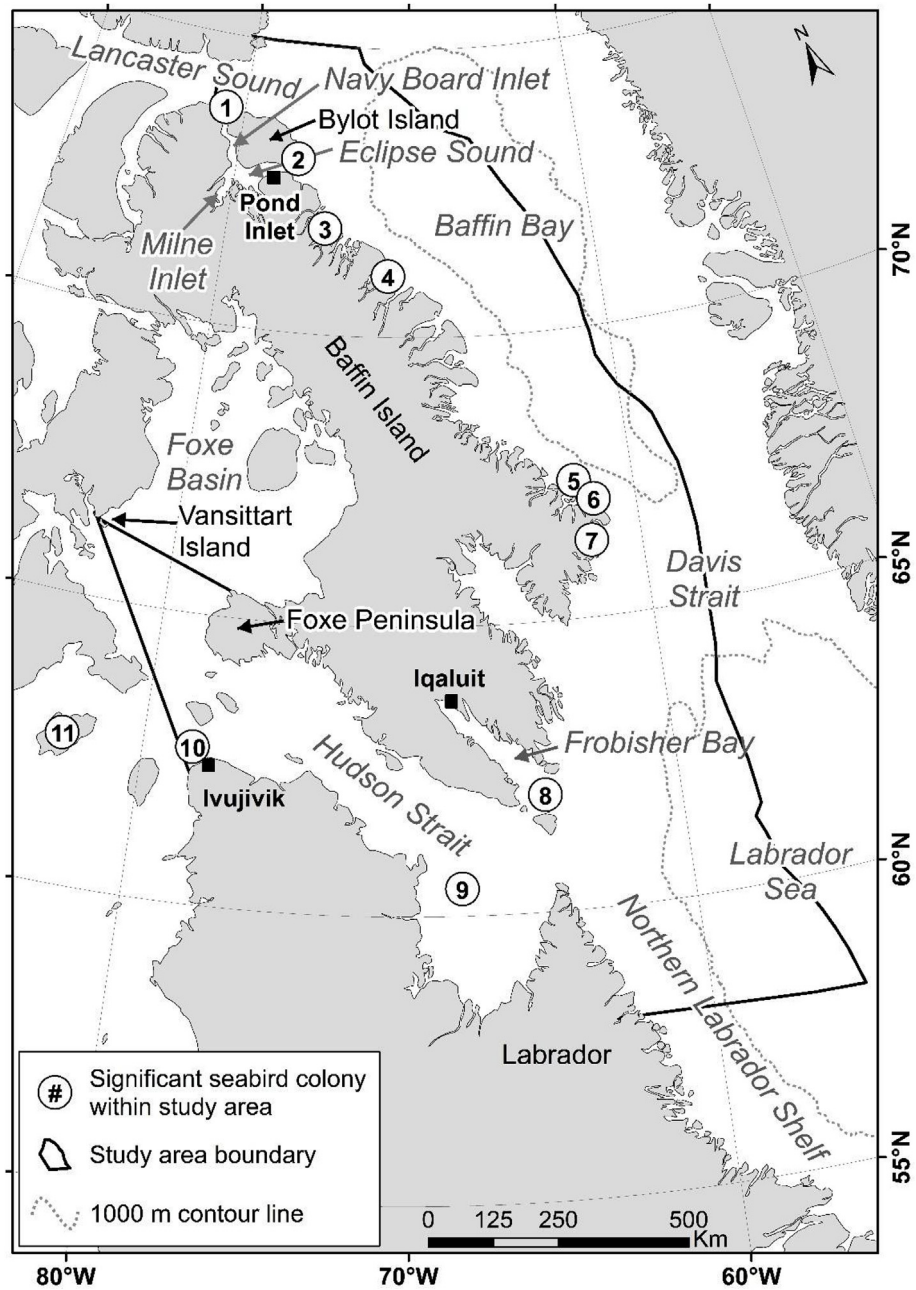 N
Lancaster Sound
Navy Board Inlet
1
Bylot Island
2
Eclipse Sound
Pond
Inlet
3
Milne
Inlet
4
Baffin Bay
70°N
Baffin Island
Foxe
Basin
5
6
Vansittart
Island
7
Davis
Strait
65°N
Foxe Peninsula
Iqaluit
11
10
Frobisher Bay
Ivujivik
Hudson Strait
8
Labrador
Sea
60°N
9
Northern Labrador Shelf
Labrador
# Significant seabird colony
within study area
Study area boundary
1000 m contour line
0 125 250 500
Km
55°N
80°W 70°W 60°W